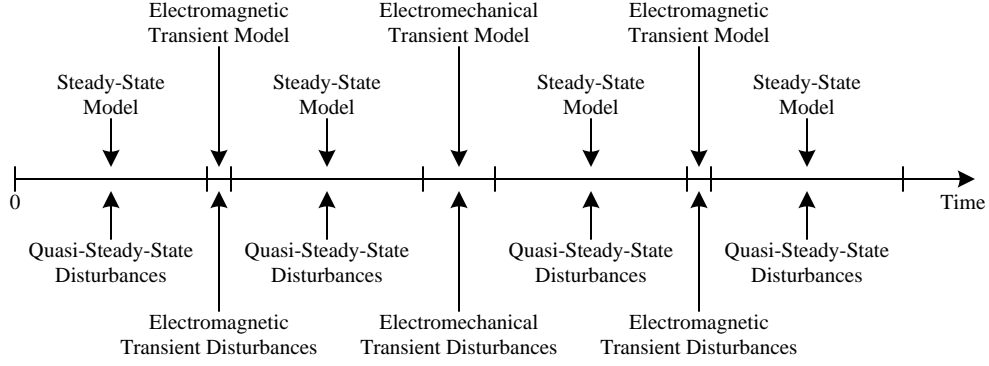 Electromagnetic
Transient Model
Electromechanical
Transient Model
Electromagnetic
Transient Model
Steady-State
Model
Steady-State
Model
Steady-State
Model
Steady-State
Model
0
Time
Quasi-Steady-State
Disturbances
Quasi-Steady-State
Disturbances
Quasi-Steady-State
Disturbances
Quasi-Steady-State
Disturbances
Electromagnetic
Transient Disturbances
Electromechanical
Transient Disturbances
Electromagnetic
Transient Disturbances